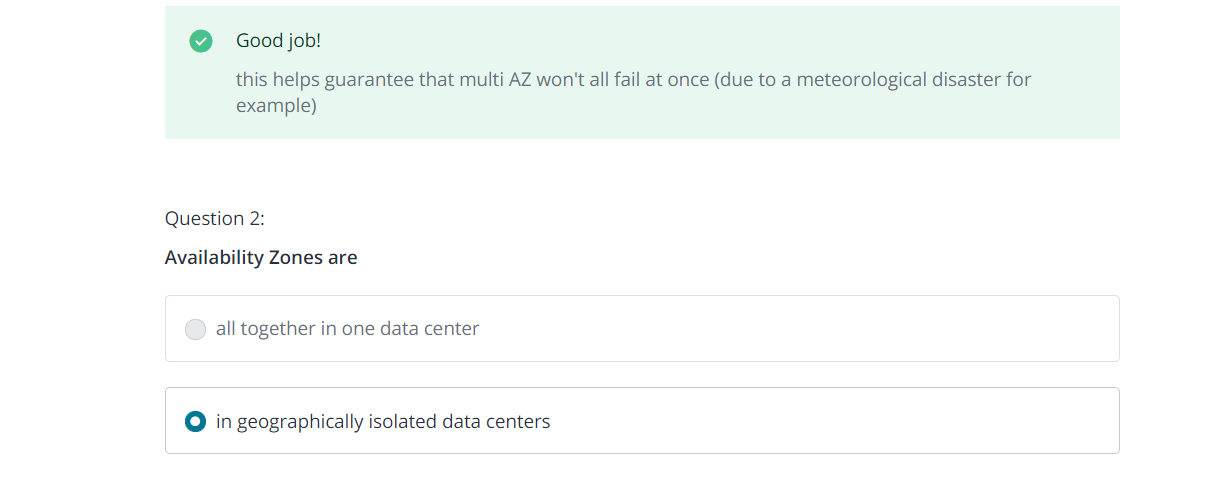 Good job!
this helps guarantee that multi AZ won't all fail at once (due to a meteorological disaster for
example)
Question 2:
Availability Zones are
all together in one data center
in geographically isolated data centers